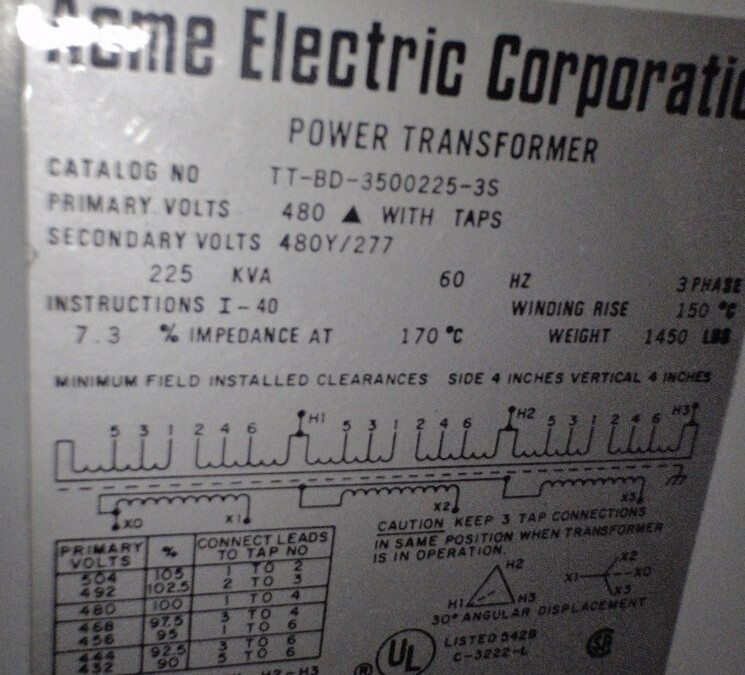 Acme Electric Corporatio
POWER TRANSFORMER
CATALOG NO TT-BD-3500225-3S
PRIMARY VOLTS 480 ▲ WITH TAPS
SECONDARY VOLTS 480Y/277
225 KVA 60 HZ 3 PHASE
INSTRUCTIONS I-40 WINDING RISE 150 °C
7.3 % IMPEDANCE AT 170 °C WEIGHT 1450 LBS
MINIMUM FIELD INSTALLED CLEARANCES SIDE 4 INCHES VERTICAL 4 INCHES
5 3 1 2 4 6 H1 5 3 1 2 4 6 H2 5 3 1 2 4 6 H3
X0 X1 X2 X3
CAUTION KEEP 3 TAP CONNECTIONS
IN SAME POSITION WHEN TRANSFORMER
IS IN OPERATION.
PRIMARY VOLTS % CONNECT LEADS TO TAP NO
504 105 1 TO 2
492 102.5 2 TO 3
480 100 1 TO 4
468 97.5 3 TO 4
456 95 1 TO 6
444 92.5 3 TO 6
432 90 5 TO 6
H2
H1 H3
X2
X1 X0
X3
30° ANGULAR DISPLACEMENT
® UL LISTED 542B
C-3222-L
H2-H3